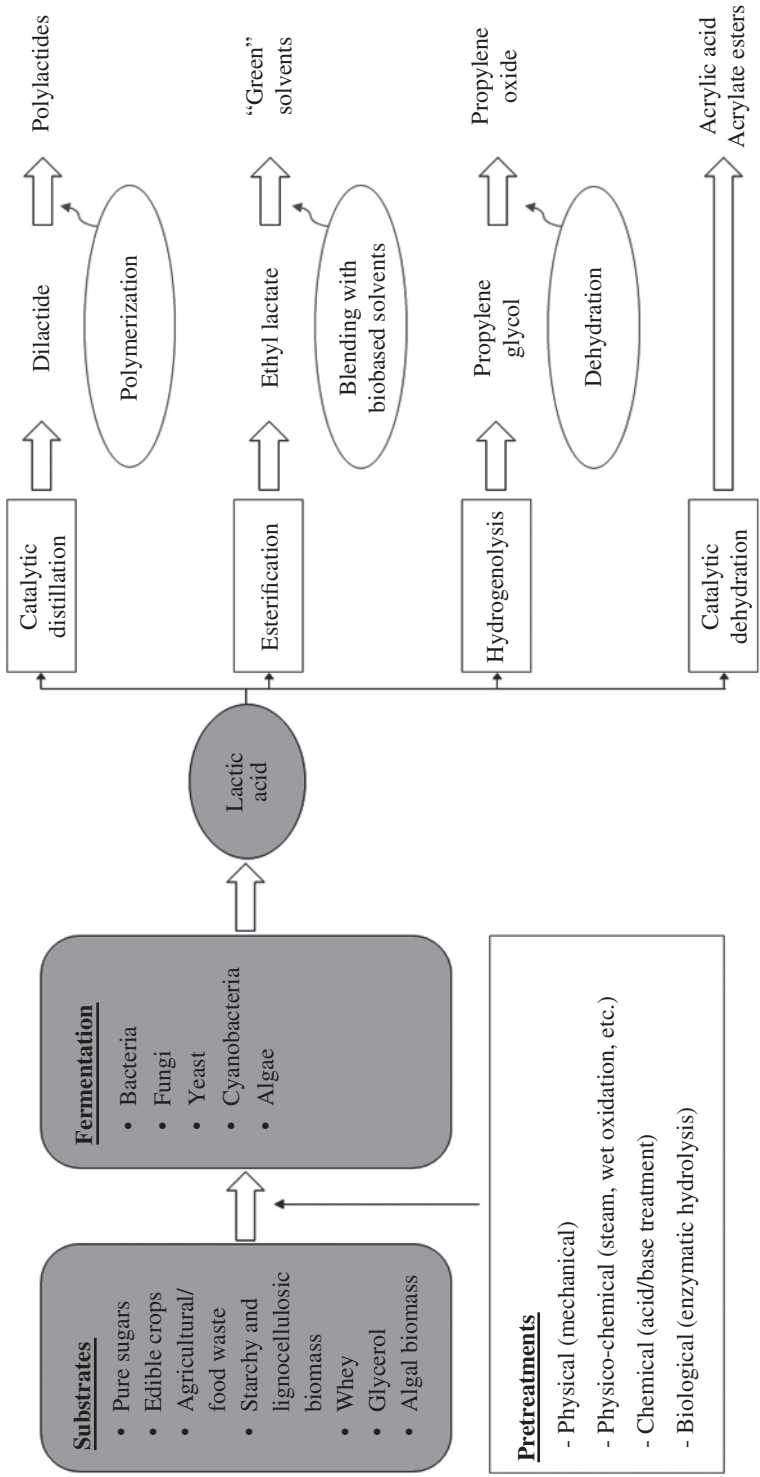 Substrates
• Pure sugars
• Edible crops
• Agricultural/
food waste
• Starchy and
lignocellulosic
biomass
• Whey
• Glycerol
• Algal biomass
Fermentation
• Bacteria
• Fungi
• Yeast
• Cyanobacteria
• Algae
Pretreatments
- Physical (mechanical)
- Physico-chemical (steam, wet oxidation, etc.)
- Chemical (acid/base treatment)
- Biological (enzymatic hydrolysis)
Lactic
acid
Catalytic
distillation
Dilactide
Polymerization
Polylactides
Esterification
Ethyl lactate
Blending with
biobased solvents
“Green”
solvents
Hydrogenolysis
Propylene
glycol
Dehydration
Propylene
oxide
Catalytic
dehydration
Acrylic acid
Acrylate esters